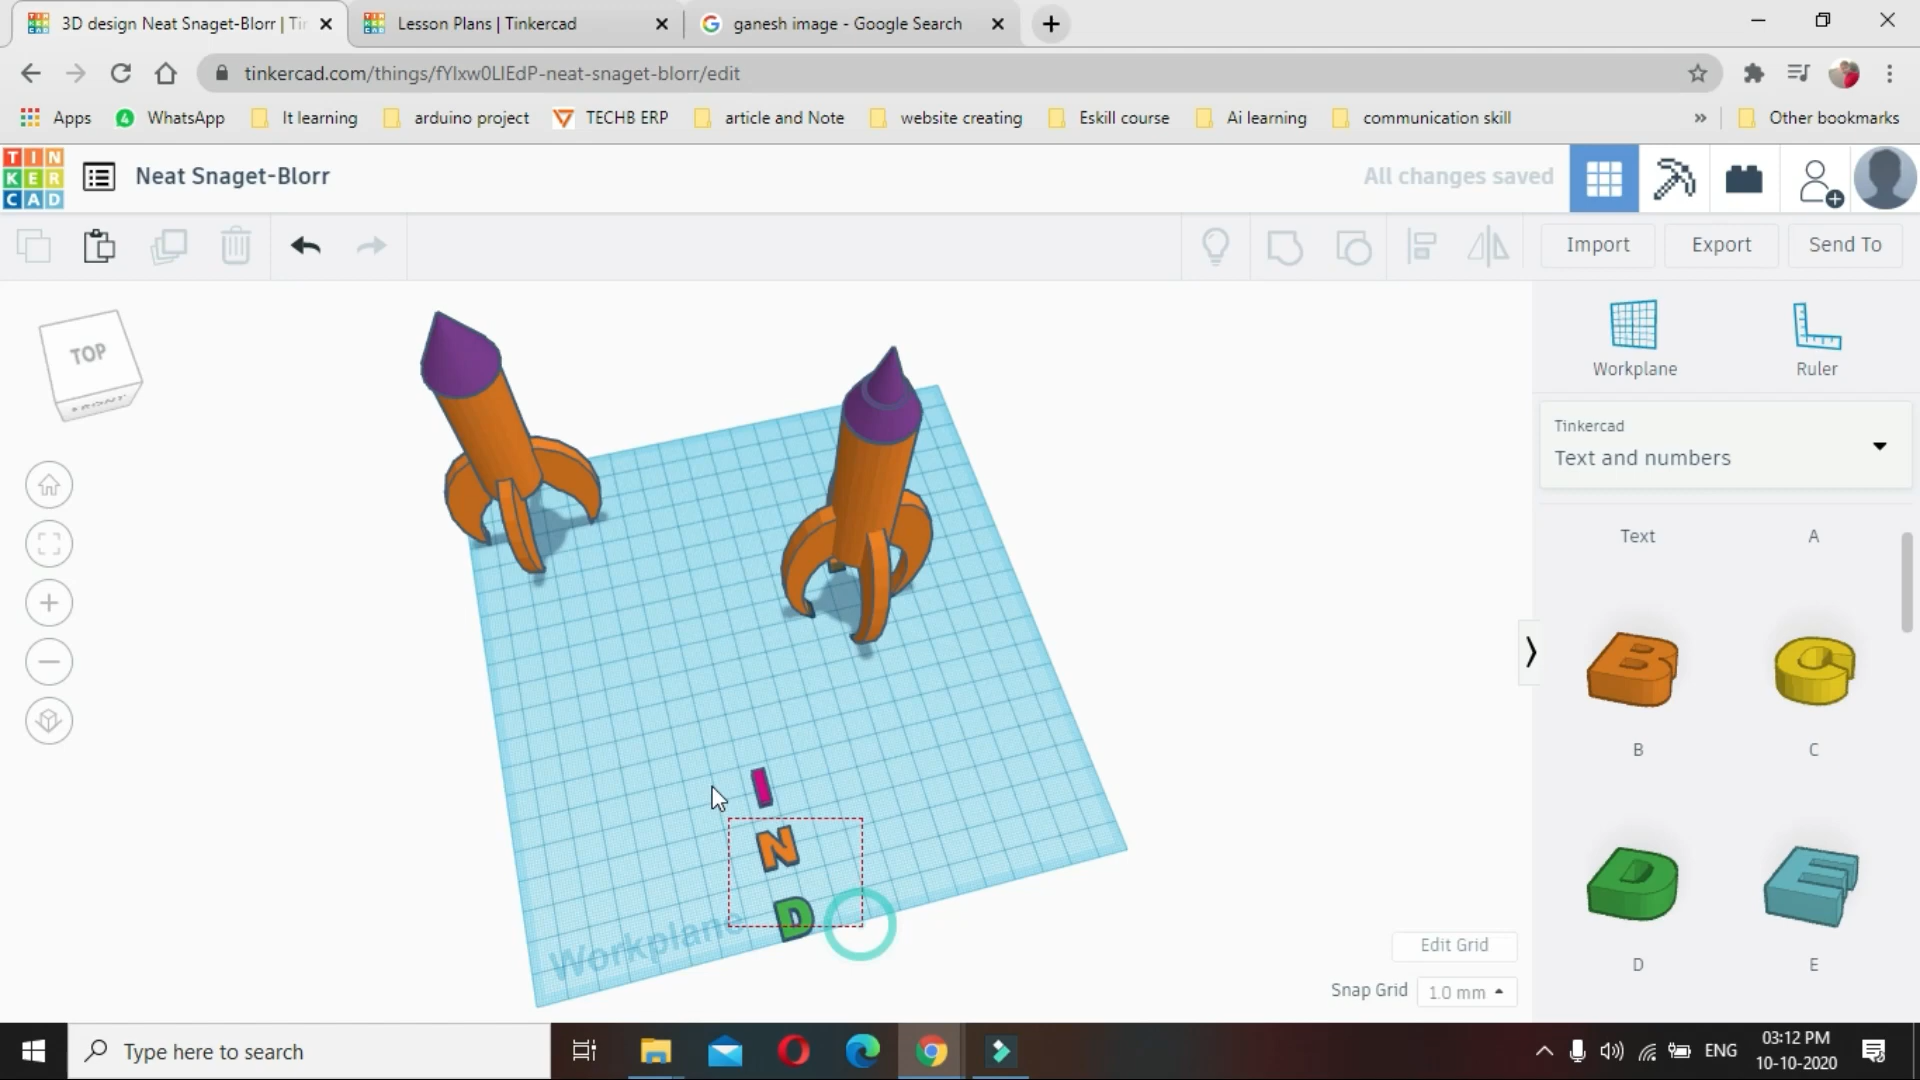 3D design Neat Snaget-Blorr | Tin
Lesson Plans | Tinkercad
ganesh image - Google Search
tinkercad.com/things/fYlxw0LlEdP-neat-snaget-blorr/edit
Apps
4
WhatsApp
It learning
arduino project
TECHB ERP
article and Note
website creating
Eskill course
Ai learning
communication skill
»
Other bookmarks
TIN
KER
CAD
Neat Snaget-Blorr
All changes saved
Import
Export
Send To
TOP
FRONT
Workplane
Ruler
Tinkercad
Text and numbers
Text
A
B
C
B
C
D
E
D
E
I
N
D
Workplane
Edit Grid
Snap Grid
1.0 mm
Type here to search
ENG
03:12 PM
10-10-2020